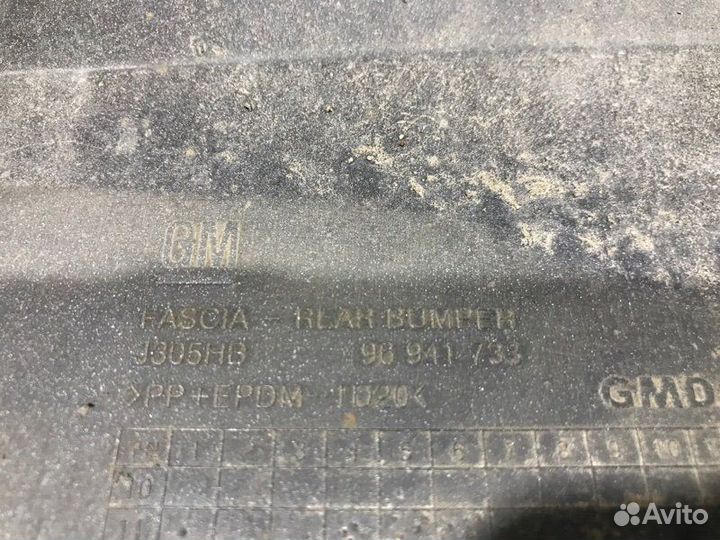 GM
FASCIA - REAR BUMPER
J305HB 96 941 733
>PP+EPDM TD20<
GMD
1 2 3 4 5 6 7 8 9 10
10
11
Avito